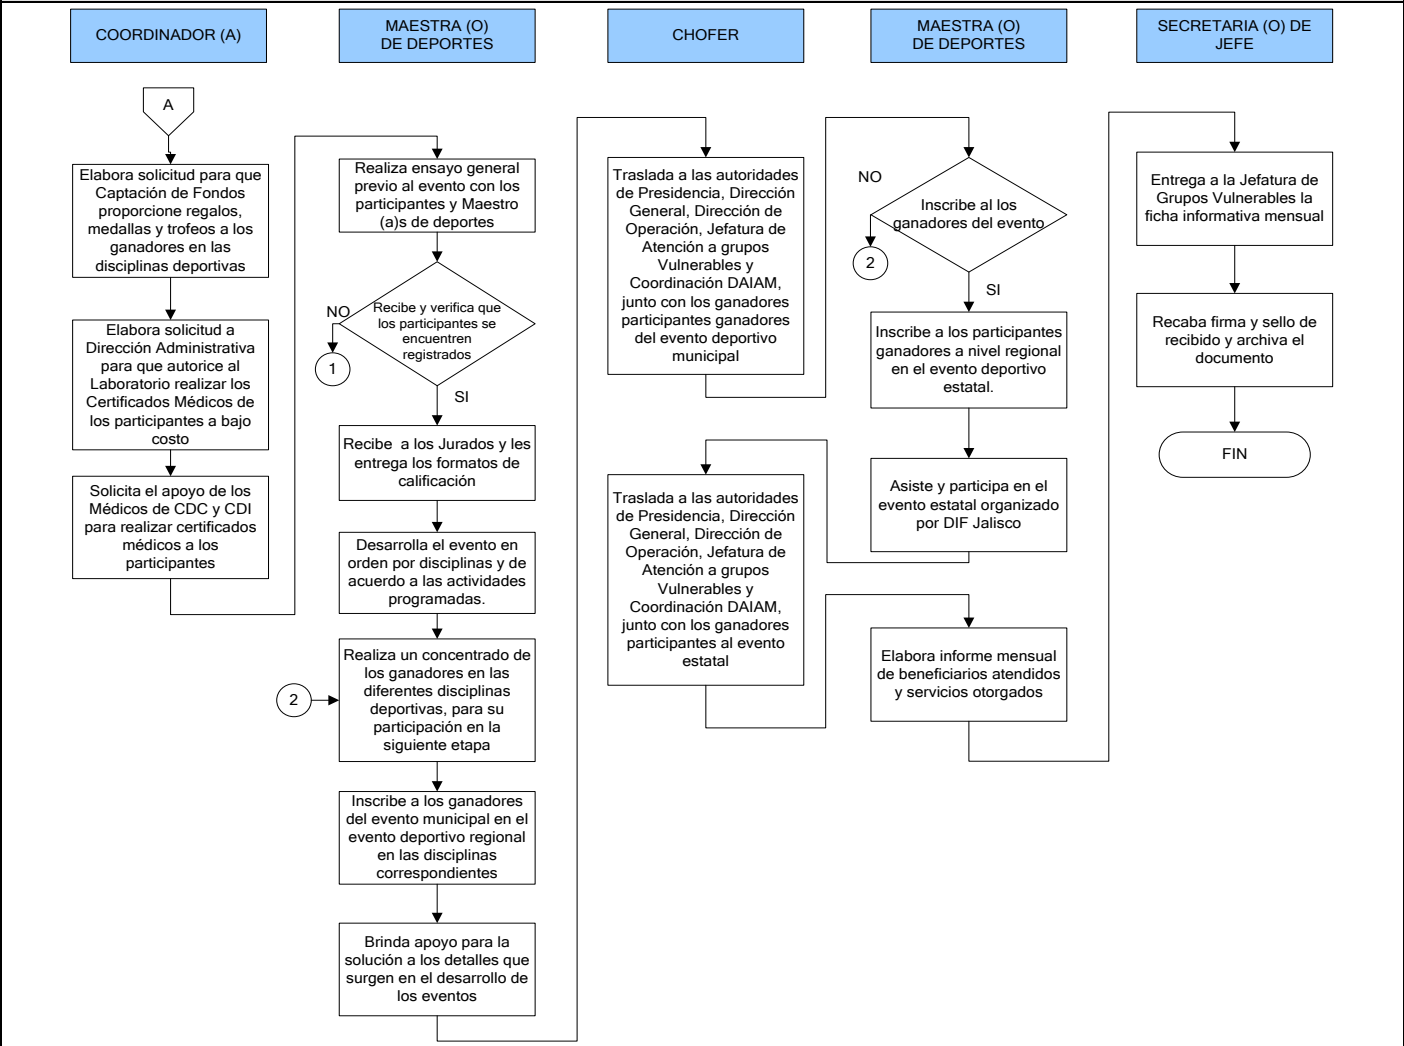 COORDINADOR (A)
MAESTRA (O)
DE DEPORTES
CHOFER
MAESTRA (O)
DE DEPORTES
SECRETARIA (O) DE
JEFE
A
Elabora solicitud para que
Captación de Fondos
proporcione regalos,
medallas y trofeos a los
ganadores en las
disciplinas deportivas
Elabora solicitud a
Dirección Administrativa
para que autorice al
Laboratorio realizar los
Certificados Médicos de
los participantes a bajo
costo
Solicita el apoyo de los
Médicos de CDC y CDI
para realizar certificados
médicos a los
participantes
Realiza ensayo general
previo al evento con los
participantes y Maestro
(a)s de deportes
Recibe y verifica que
los participantes se
encuentren
registrados
NO
1
SI
Recibe a los Jurados y les
entrega los formatos de
calificación
Desarrolla el evento en
orden por disciplinas y de
acuerdo a las actividades
programadas.
Realiza un concentrado de
los ganadores en las
diferentes disciplinas
deportivas, para su
participación en la
siguiente etapa
2
Inscribe a los ganadores
del evento municipal en el
evento deportivo regional
en las disciplinas
correspondientes
Brinda apoyo para la
solución a los detalles que
surgen en el desarrollo de
los eventos
Traslada a las autoridades
de Presidencia, Dirección
General, Dirección de
Operación, Jefatura de
Atención a grupos
Vulnerables y
Coordinación DAIAM,
junto con los ganadores
participantes ganadores
del evento deportivo
municipal
Traslada a las autoridades
de Presidencia, Dirección
General, Dirección de
Operación, Jefatura de
Atención a grupos
Vulnerables y
Coordinación DAIAM,
junto con los ganadores
participantes al evento
estatal
NO
Inscribe al los
ganadores del evento
2
SI
Inscribe a los participantes
ganadores a nivel regional
en el evento deportivo
estatal.
Asiste y participa en el
evento estatal organizado
por DIF Jalisco
Elabora informe mensual
de beneficiarios atendidos
y servicios otorgados
Entrega a la Jefatura de
Grupos Vulnerables la
ficha informativa mensual
Recaba firma y sello de
recibido y archiva el
documento
FIN